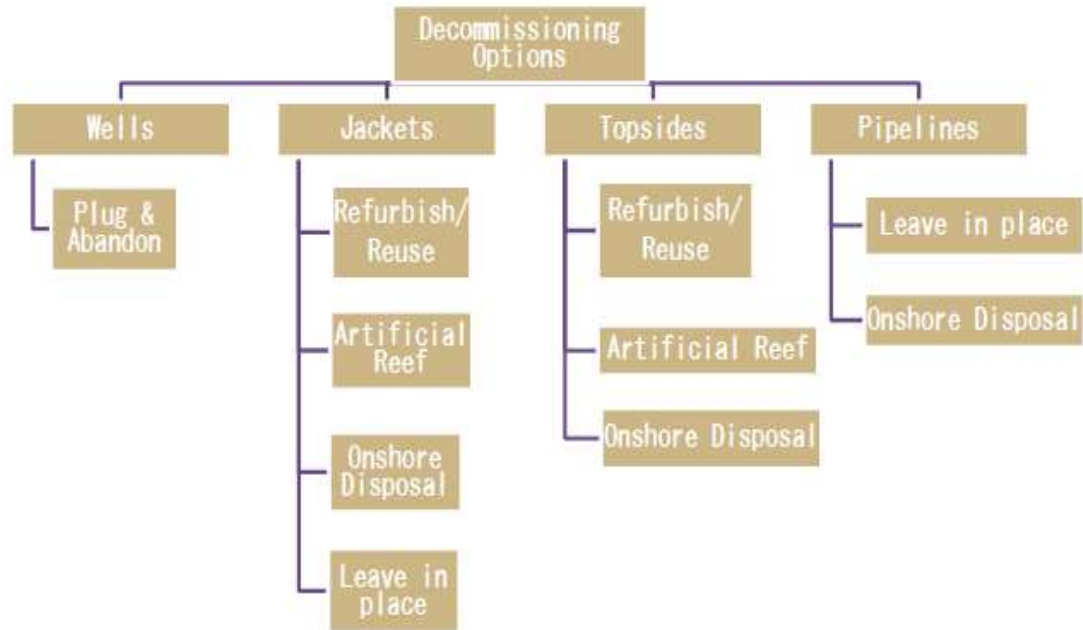 Decommissioning
Options
Wells
Jackets
Topsides
Pipelines
Plug &
Abandon
Refurbish/
Reuse
Artificial
Reef
Onshore
Disposal
Leave in
place
Refurbish/
Reuse
Artificial Reef
Onshore Disposal
Leave in place
Onshore Disposal